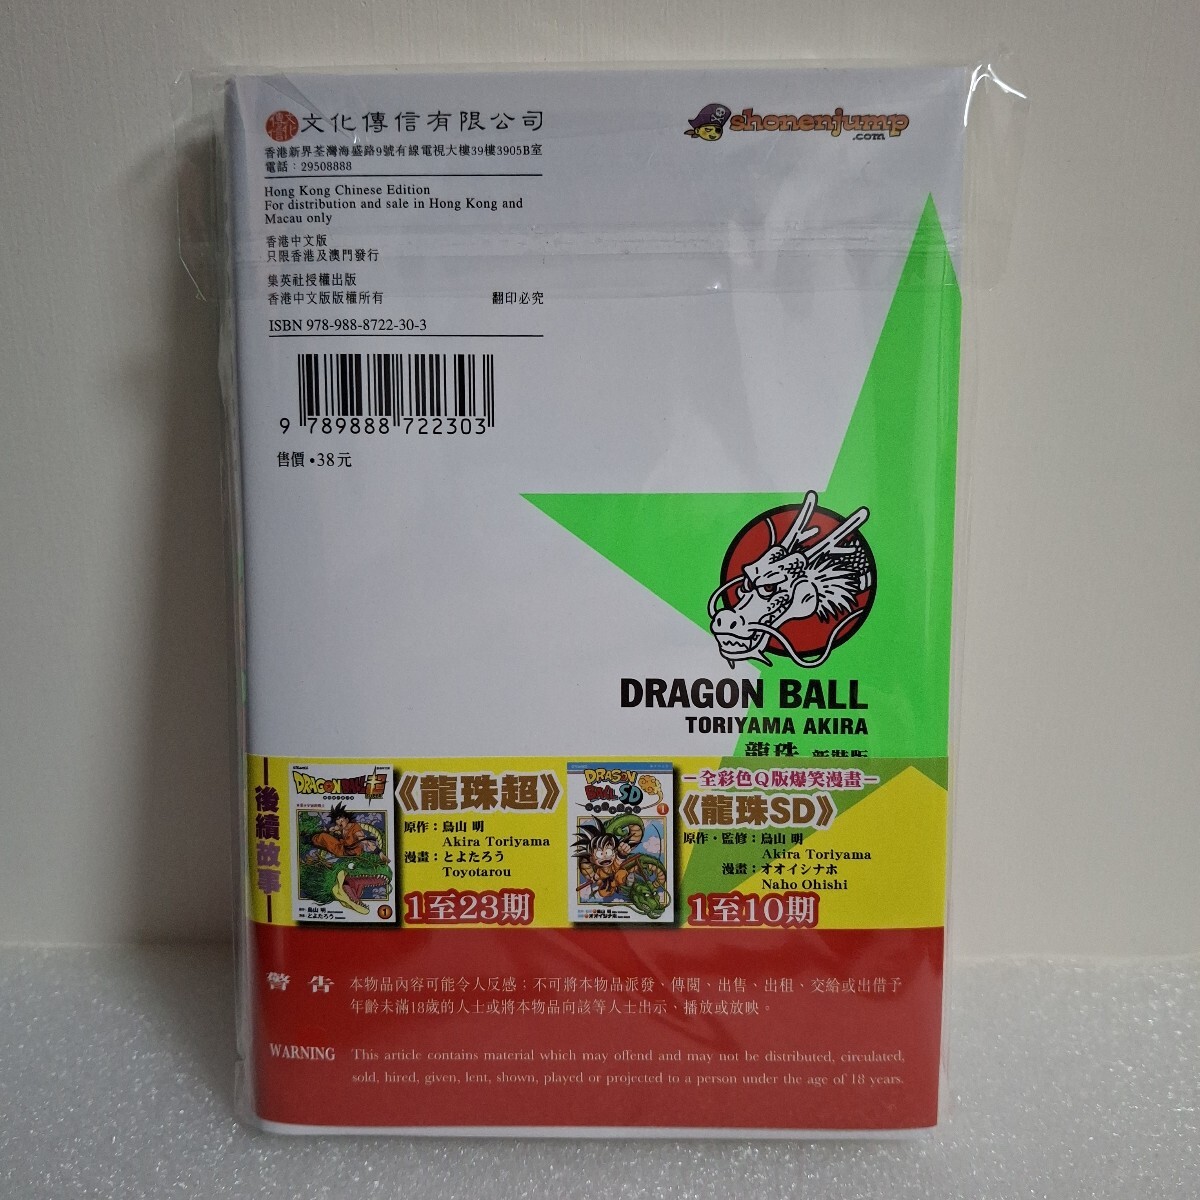 文化傳信有限公司
香港新界荃灣海盛路9號有線電視大樓39樓3905B室
電話：29508888
Hong Kong Chinese Edition
For distribution and sale in Hong Kong and
Macau only
香港中文版
只限香港及澳門發行
集英社授權出版
香港中文版版權所有 翻印必究
ISBN 978-988-8722-30-3
9 789888 722303
售價•38元
shonenjump
.com
DRAGON BALL
TORIYAMA AKIRA
龍珠 新裝版
後續故事
DRAGON BALL
《龍珠超》
原作：鳥山 明
Akira Toriyama
漫畫：とよたろう
Toyotarou
1至23期
DRAGON
BALL SD
1
－全彩色Q版爆笑漫畫－
《龍珠SD》
原作・監修：鳥山 明
Akira Toriyama
漫畫：オオイシナホ
Naho Ohishi
1至10期
警告 本物品內容可能令人反感；不可將本物品派發、傳閱、出售、出租、交給或出借予
年齡未滿18歲的人士或將本物品向該等人士出示、播放或放映。
WARNING This article contains material which may offend and may not be distributed, circulated,
sold, hired, given, lent, shown, played or projected to a person under the age of 18 years.